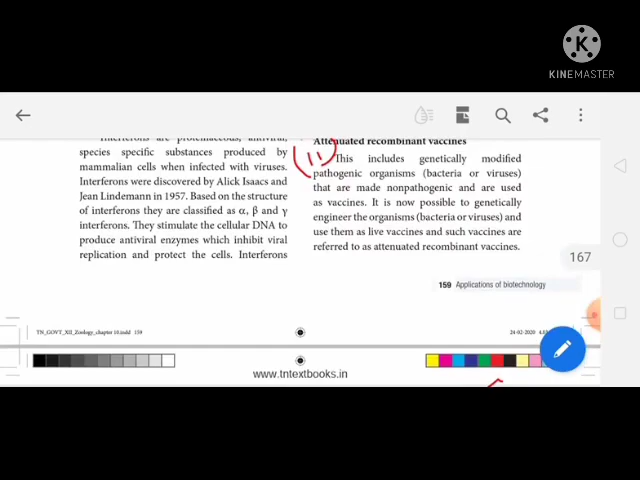 KINEMASTER
Interferons are proteinaceous, antiviral,
species specific substances produced by
mammalian cells when infected with viruses.
Interferons were discovered by Alick Isaacs and
Jean Lindemann in 1957. Based on the structure
of interferons they are classified as α, β and γ
interferons. They stimulate the cellular DNA to
produce antiviral enzymes which inhibit viral
replication and protect the cells. Interferons
Attenuated recombinant vaccines
11
This includes genetically modified
pathogenic organisms (bacteria or viruses)
that are made nonpathogenic and are used
as vaccines. It is now possible to genetically
engineer the organisms (bacteria or viruses) and
use them as live vaccines and such vaccines are
referred to as attenuated recombinant vaccines.
167
159 Applications of biotechnology
TN_GOVT_XII_Zoology_chapter 10.indd 159
24-02-2020
www.tntextbooks.in